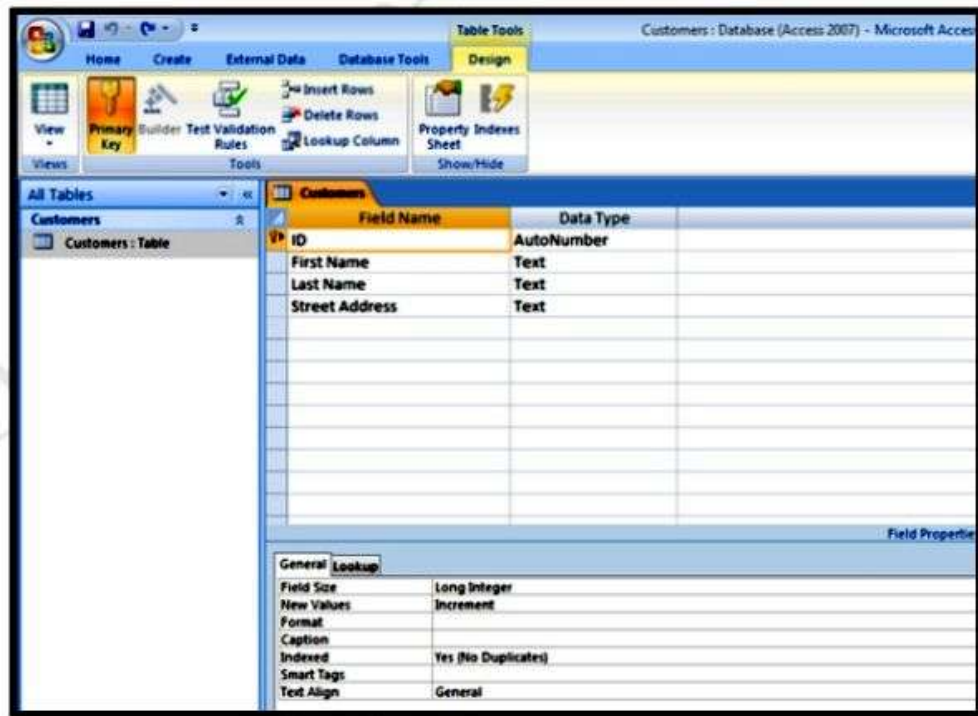 Table Tools
Customers : Database (Access 2007) - Microsoft Acces
Home Create External Data Database Tools Design
View
Primary Key
Builder
Test Validation Rules
Insert Rows
Delete Rows
Lookup Column
Property Sheet
Indexes
Views Tools Show/Hide
All Tables
Customers
Customers : Table
Customers
Field Name Data Type
ID AutoNumber
First Name Text
Last Name Text
Street Address Text
Field Propertie
General Lookup
Field Size Long Integer
New Values Increment
Format
Caption
Indexed Yes (No Duplicates)
Smart Tags
Text Align General